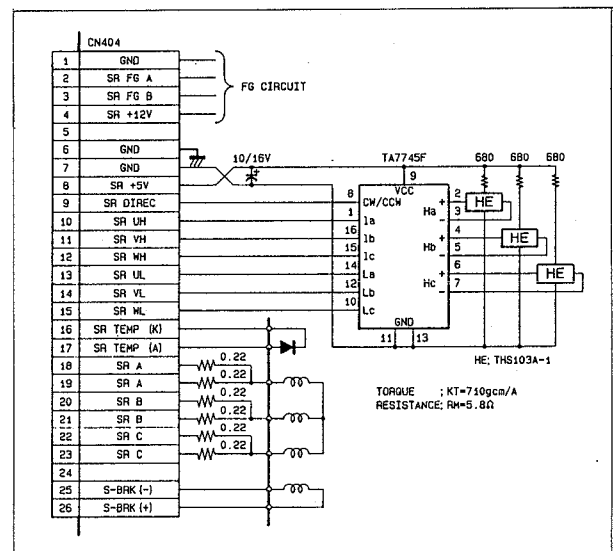 CN404
1 GND
2 SR FG A
3 SR FG B
4 SR +12V
FG CIRCUIT
5
6 GND
7 GND
8 SR +5V
9 SR DIREC
10 SR UH
11 SR VH
12 SR WH
13 SR UL
14 SR VL
15 SR WL
16 SR TEMP (K)
17 SR TEMP (A)
18 SR A
19 SR A
20 SR B
21 SR B
22 SR C
23 SR C
24
25 S-BRK (-)
26 S-BRK (+)
10/16V
TA7745F
680 680 680
9
VCC
8 CW/CCW
1 Ia
16 Ib
15 Ic
14 La
12 Lb
10 Lc
2 + HE
Ha
3 -
4 + HE
Hb
5 -
6 + HE
Hc
7 -
GND
11 13
HE; THS103A-1
0.22
0.22
0.22
0.22
0.22
0.22
TORQUE ; KT=710gcm/A
RESISTANCE; RM=5.8Ω